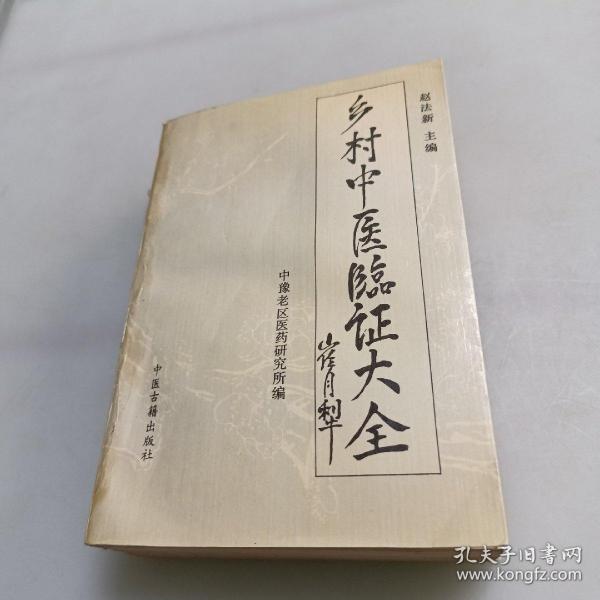 赵法新 主编
乡村中医临证大全
崔月犁
中豫老区医药研究所编
中医古籍出版社
孔夫子旧书网
www.kongfz.com